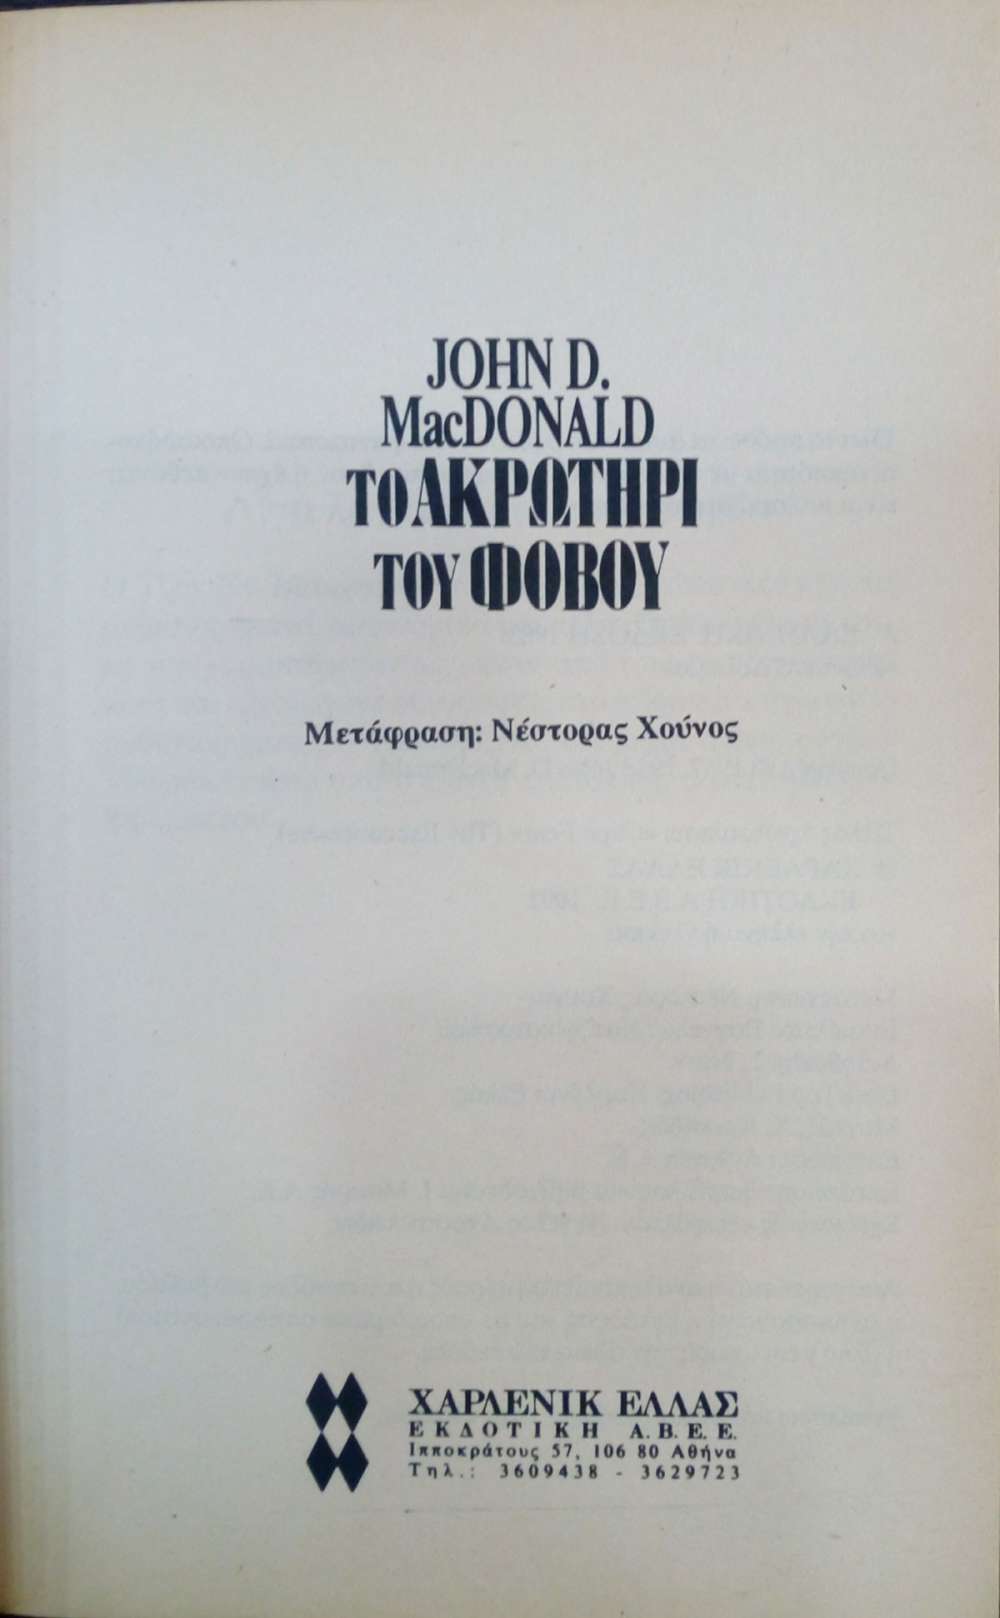 JOHN D.
MacDONALD
ΤΟ ΑΚΡΩΤΗΡΙ
ΤΟΥ ΦΟΒΟΥ
Μετάφραση: Νέστορας Χούνος
ΧΑΡΛΕΝΙΚ ΕΛΛΑΣ
ΕΚΔΟΤΙΚΗ Α.Β.Ε.Ε.
Ιπποκράτους 57, 106 80 Αθήνα
Τηλ.: 3609438 - 3629723